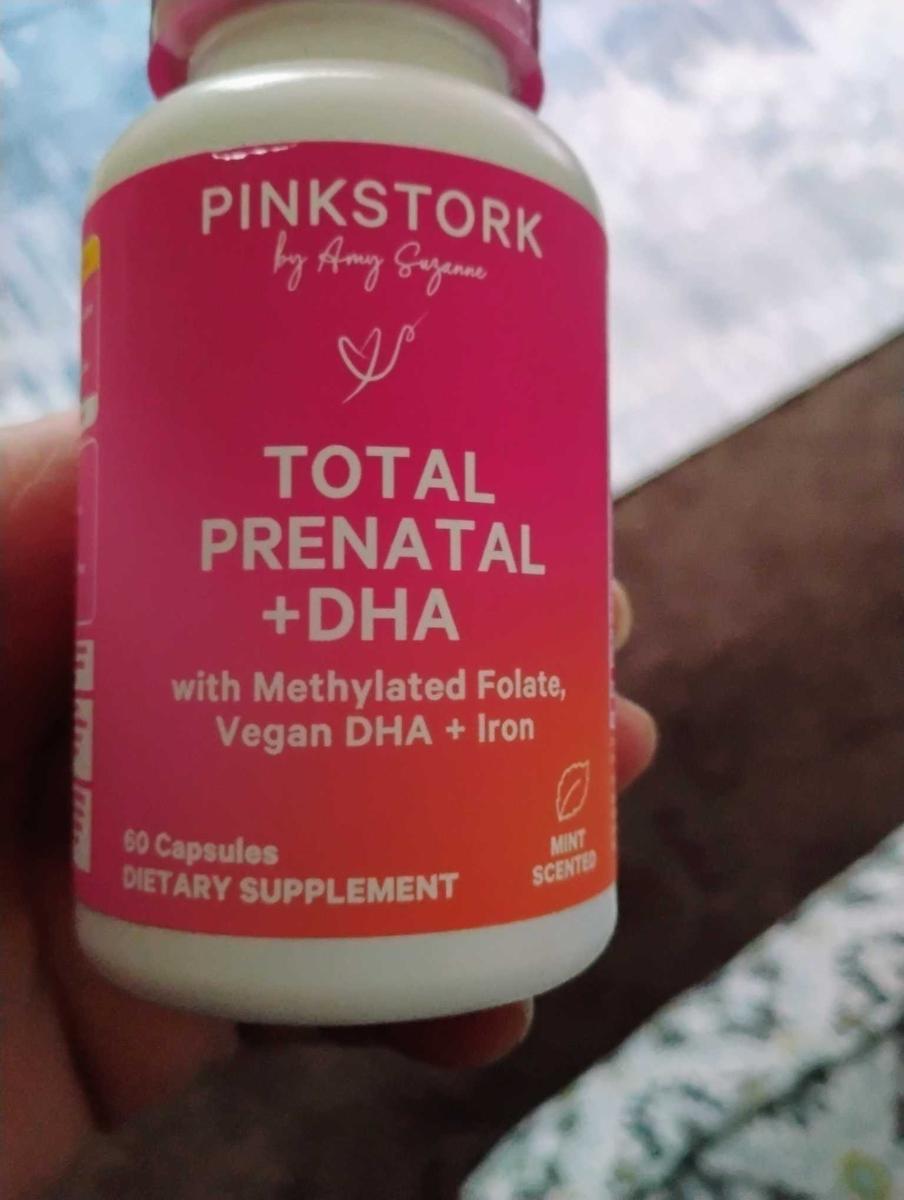 PINKSTORK
by Amy Suzanne
TOTAL
PRENATAL
+DHA
with Methylated Folate,
Vegan DHA + Iron
60 Capsules
DIETARY SUPPLEMENT
MINT
SCENTED